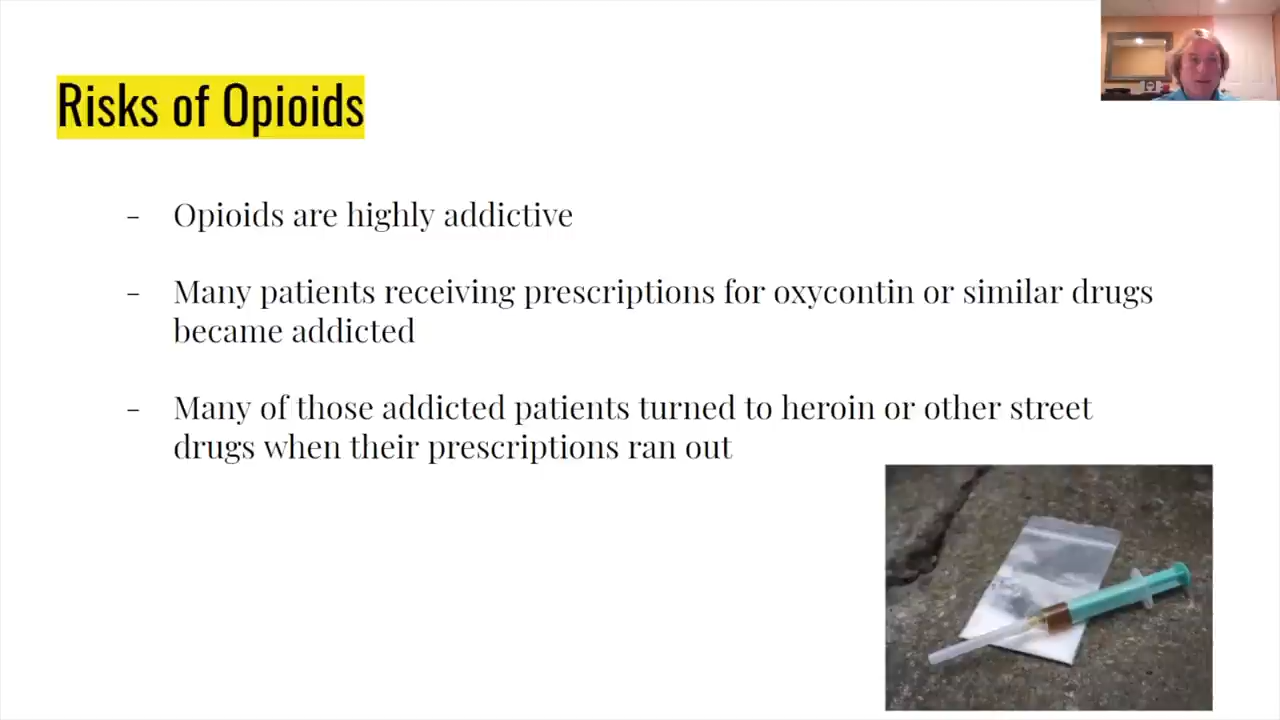 Risks of Opioids
- Opioids are highly addictive
- Many patients receiving prescriptions for oxycontin or similar drugs
became addicted
- Many of those addicted patients turned to heroin or other street
drugs when their prescriptions ran out